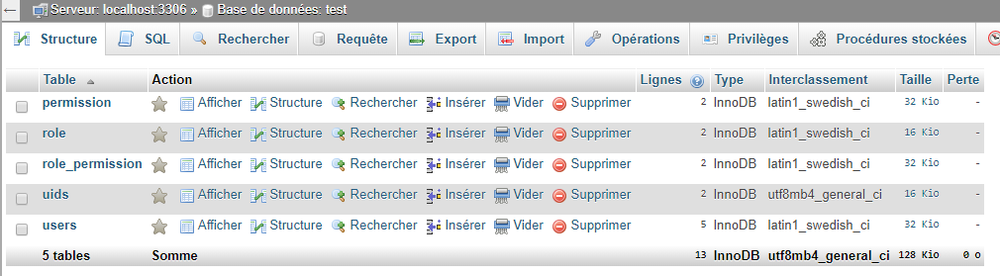 ← Serveur: localhost:3306 » Base de données: test
Structure SQL Rechercher Requête Export Import Opérations Privilèges Procédures stockées
Table Action Lignes Type Interclassement Taille Perte
permission Afficher Structure Rechercher Insérer Vider Supprimer 2 InnoDB latin1_swedish_ci 32 Kio -
role Afficher Structure Rechercher Insérer Vider Supprimer 2 InnoDB latin1_swedish_ci 16 Kio -
role_permission Afficher Structure Rechercher Insérer Vider Supprimer 2 InnoDB latin1_swedish_ci 32 Kio -
uids Afficher Structure Rechercher Insérer Vider Supprimer 2 InnoDB utf8mb4_general_ci 16 Kio -
users Afficher Structure Rechercher Insérer Vider Supprimer 5 InnoDB latin1_swedish_ci 32 Kio -
5 tables Somme 13 InnoDB utf8mb4_general_ci 128 Kio 0 o